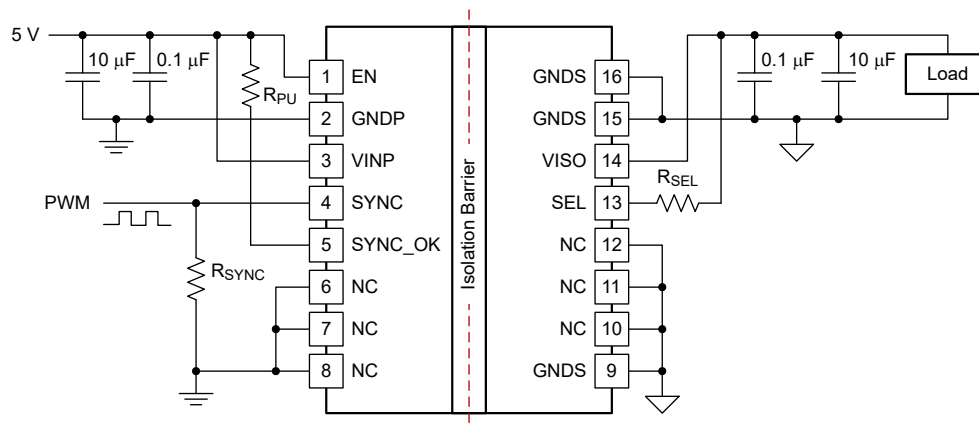 5 V
10 μF
0.1 μF
R_PU
1 EN
2 GNDP
3 VINP
PWM
4 SYNC
5 SYNC_OK
R_SYNC
6 NC
7 NC
8 NC
Isolation Barrier
GNDS 16
GNDS 15
VISO 14
SEL 13
NC 12
NC 11
NC 10
GNDS 9
R_SEL
0.1 μF
10 μF
Load